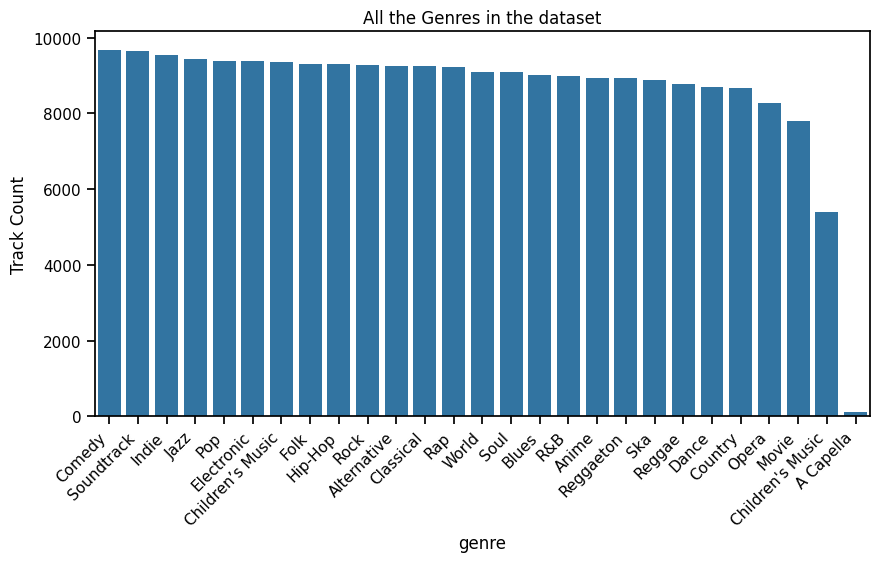 All the Genres in the dataset
10000
8000
6000
4000
2000
0
Track Count
Comedy
Soundtrack
Indie
Jazz
Pop
Electronic
Children’s Music
Folk
Hip-Hop
Rock
Alternative
Classical
Rap
World
Soul
Blues
R&B
Anime
Reggaeton
Ska
Reggae
Dance
Country
Opera
Movie
Children's Music
A Capella
genre